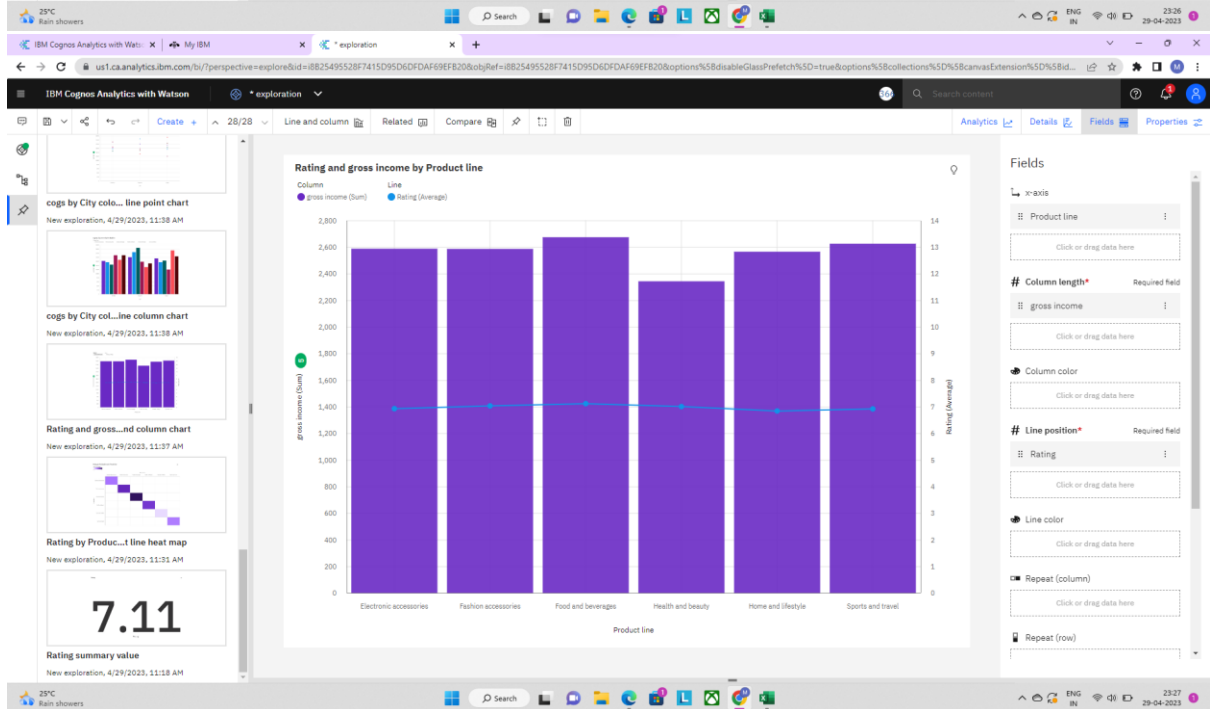 25°C
Rain showers
Search
ENG
IN
23:26
29-04-2023
IBM Cognos Analytics with Wats
My IBM
* exploration
us1.ca.analytics.ibm.com/bi/?perspective=explore&id=i8B25495528F7415D95D6DFDAF69EFB20&objRef=i8B25495528F7415D95D6DFDAF69EFB20&options%5BdisableGlassPrefetch%5D=true&options%5Bcollections%5D%5BcanvasExtension%5D%5Bid...
IBM Cognos Analytics with Watson
* exploration
Search content
Create +
28/28
Line and column
Related
Compare
Analytics
Details
Fields
Properties
cogs by City colo... line point chart
New exploration, 4/29/2023, 11:38 AM
cogs by City col...ine column chart
New exploration, 4/29/2023, 11:38 AM
Rating and gross...nd column chart
New exploration, 4/29/2023, 11:37 AM
Rating by Produc...t line heat map
New exploration, 4/29/2023, 11:31 AM
7.11
Rating summary value
New exploration, 4/29/2023, 11:18 AM
Rating and gross income by Product line
Column
Line
gross income (Sum)
Rating (Average)
2,800
2,600
2,400
2,200
2,000
1,800
1,600
1,400
1,200
1,000
800
600
400
200
0
gross income (Sum)
14
13
12
11
10
9
8
7
6
5
4
3
2
1
0
Rating (Average)
Electronic accessories
Fashion accessories
Food and beverages
Health and beauty
Home and lifestyle
Sports and travel
Product line
Fields
x-axis
Product line
Click or drag data here
# Column length*
Required field
gross income
Click or drag data here
Column color
Click or drag data here
# Line position*
Required field
Rating
Click or drag data here
Line color
Click or drag data here
Repeat (column)
Click or drag data here
Repeat (row)
25°C
Rain showers
Search
ENG
IN
23:27
29-04-2023